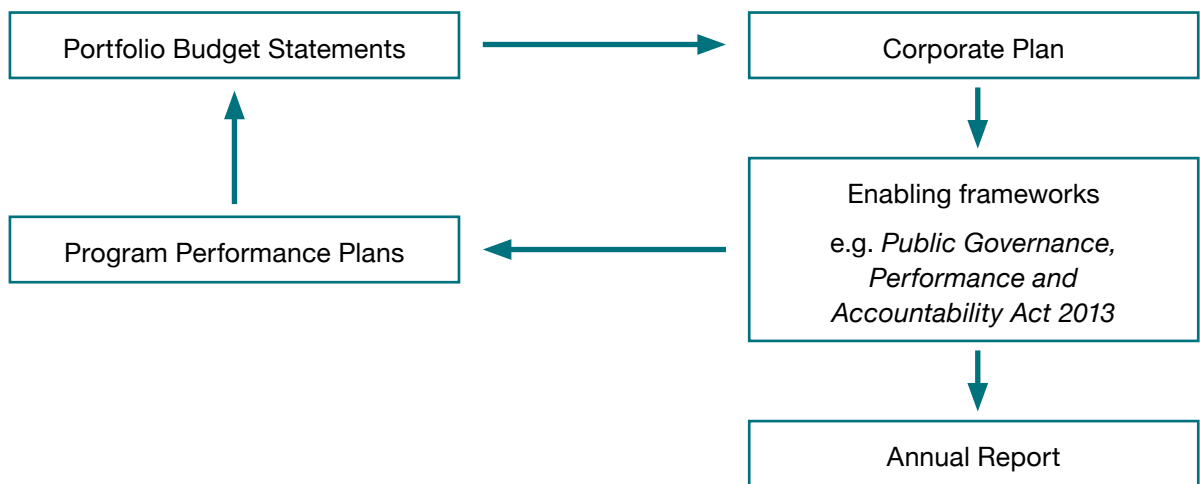 Portfolio Budget Statements
Corporate Plan
Enabling frameworks
e.g. Public Governance,
Performance and
Accountability Act 2013
Program Performance Plans
Annual Report